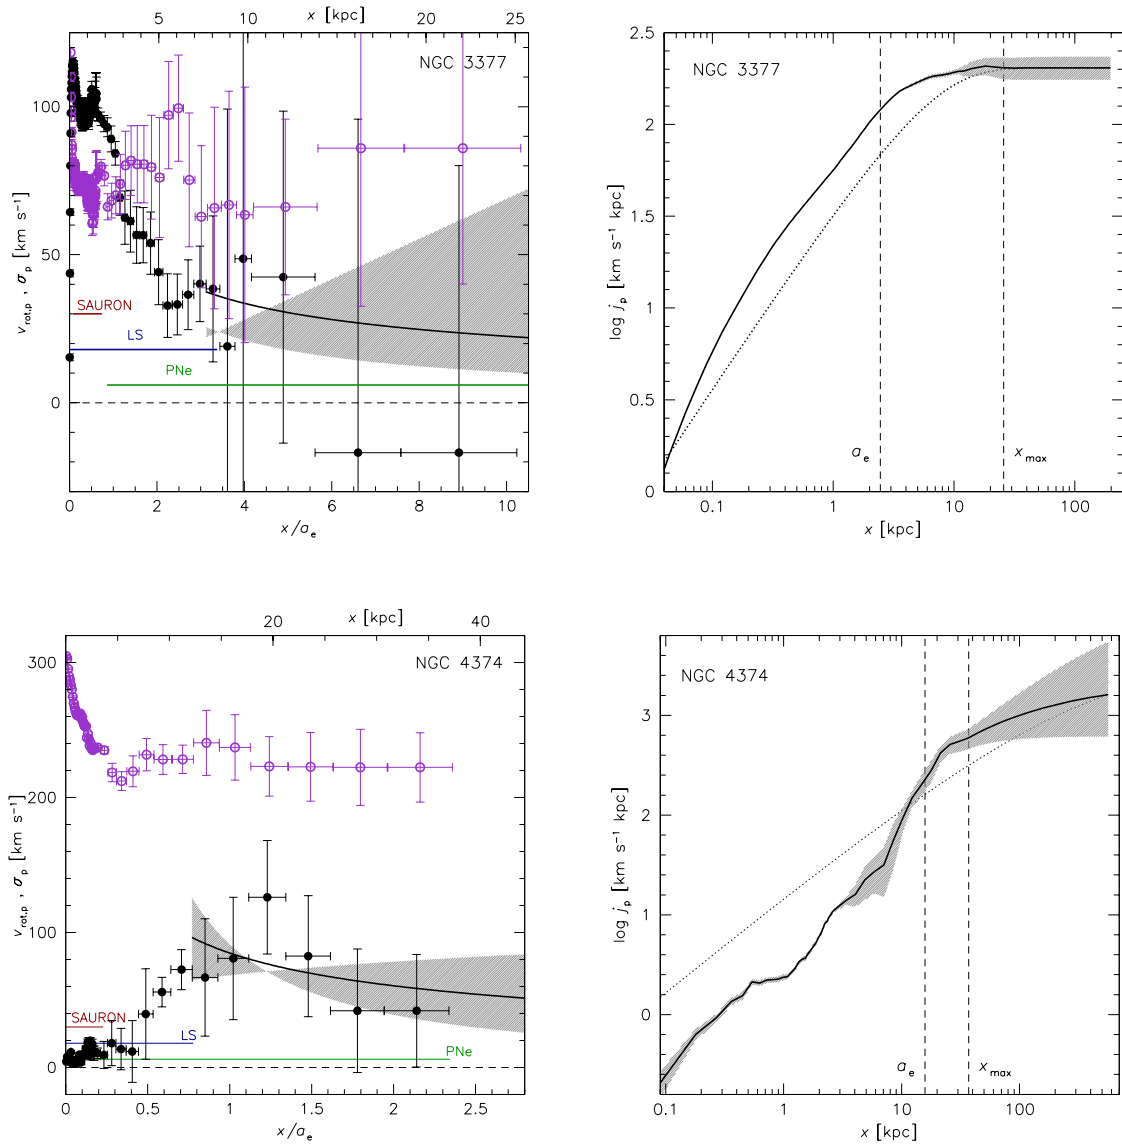 x [kpc]
5 10 15 20 25
NGC 3377
100
50
0
v_rot,p , σ_p [km s⁻¹]
SAURON
LS
PNe
0 2 4 6 8 10
x/a_e
NGC 3377
2.5
2
1.5
1
0.5
0
log j_p [km s⁻¹ kpc]
a_e
x_max
0.1 1 10 100
x [kpc]
x [kpc]
20 40
NGC 4374
300
200
100
0
v_rot,p , σ_p [km s⁻¹]
SAURON
LS
PNe
0 0.5 1 1.5 2 2.5
x/a_e
NGC 4374
3
2
1
0
log j_p [km s⁻¹ kpc]
a_e
x_max
0.1 1 10 100
x [kpc]